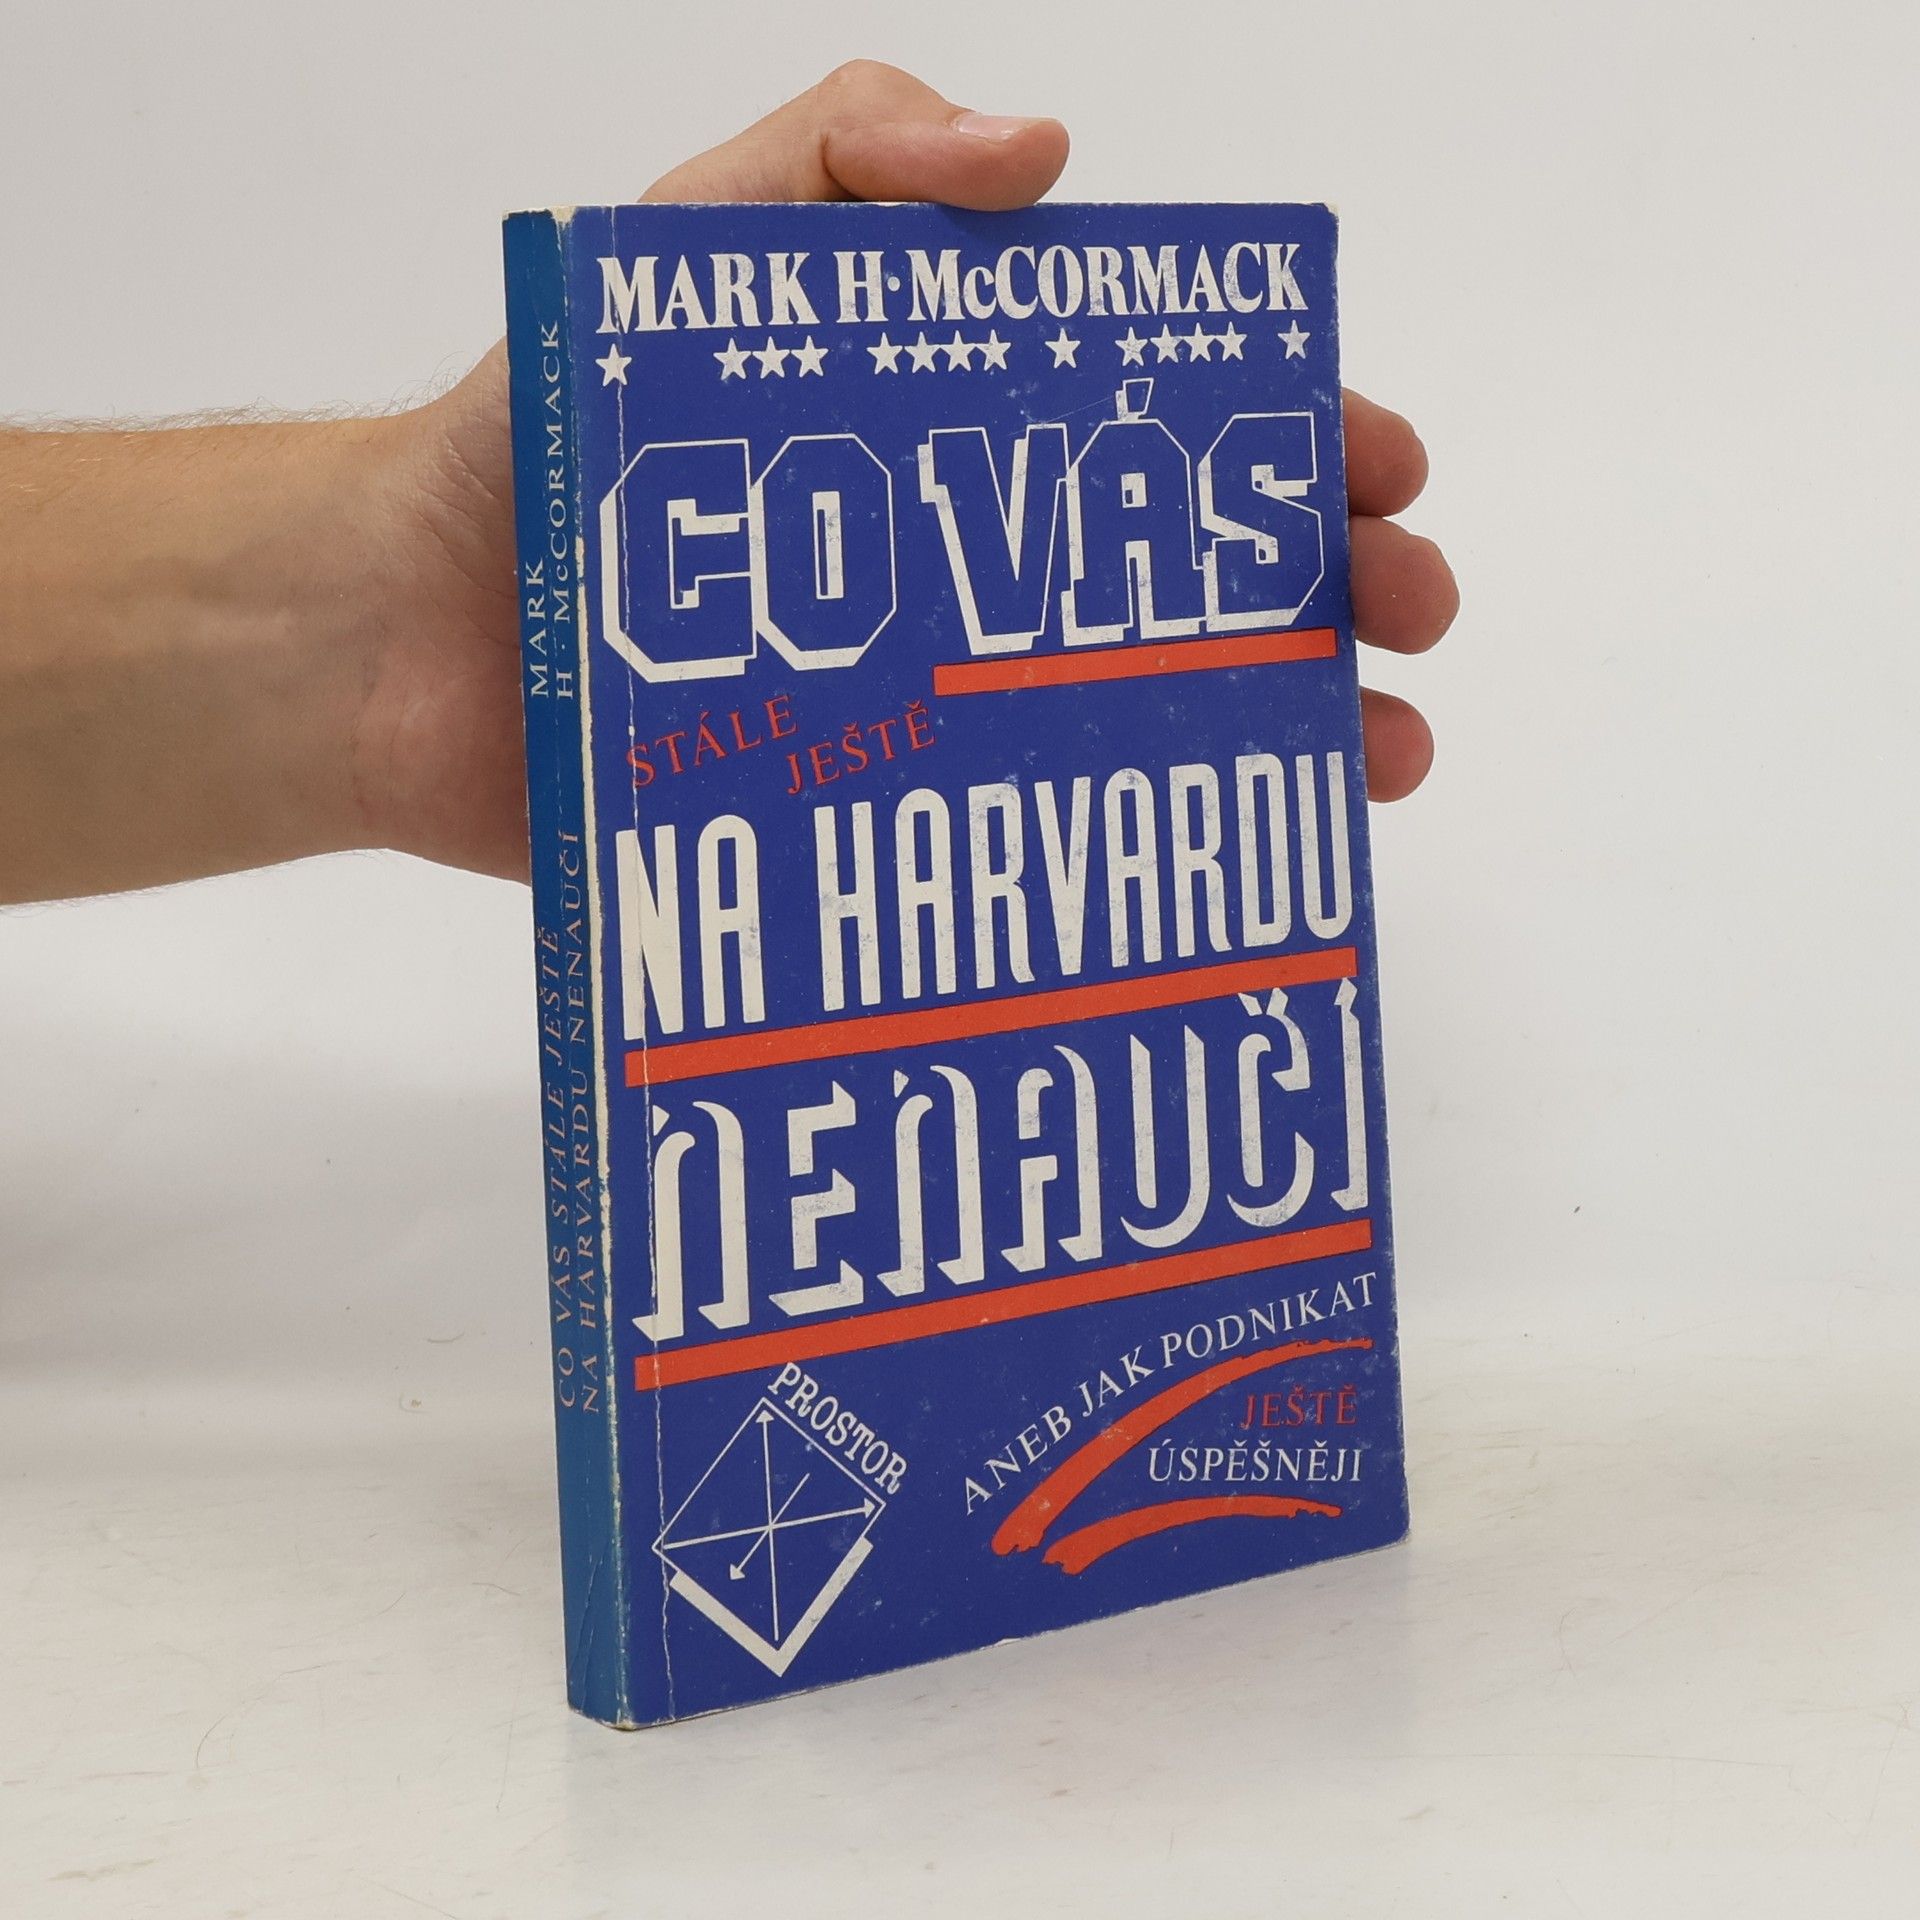 MARK H·McCORMACK
CO VÁS
STÁLE
JEŠTĚ
NA HARVARDU
NENAUČÍ
ANEB JAK PODNIKAT
JEŠTĚ
ÚSPĚŠNĚJI
PROSTOR
MARK
H·McCORMACK
CO VÁS STÁLE JEŠTĚ
NA HARVARDU NENAUČÍ